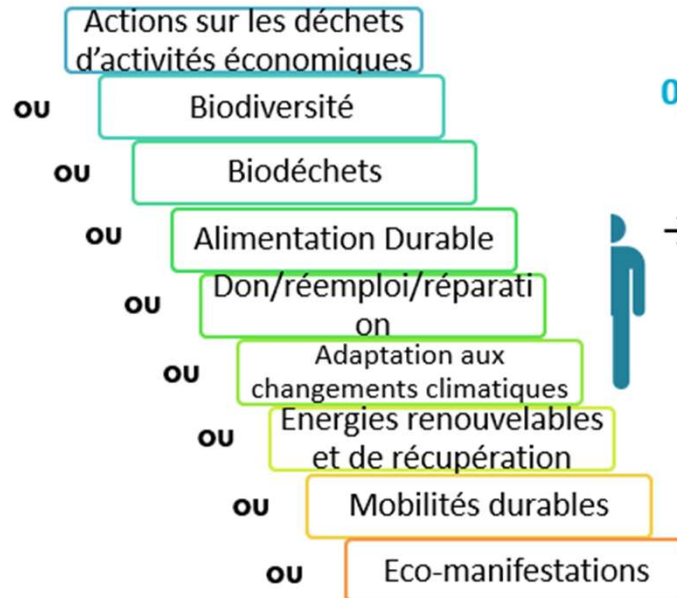 Actions sur les déchets
d'activités économiques
OU Biodiversité
OU Biodéchets
OU Alimentation Durable
OU Don/réemploi/réparati
on
OU Adaptation aux
changements climatiques
OU Energies renouvelables
et de récupération
OU Mobilités durables
OU Eco-manifestations